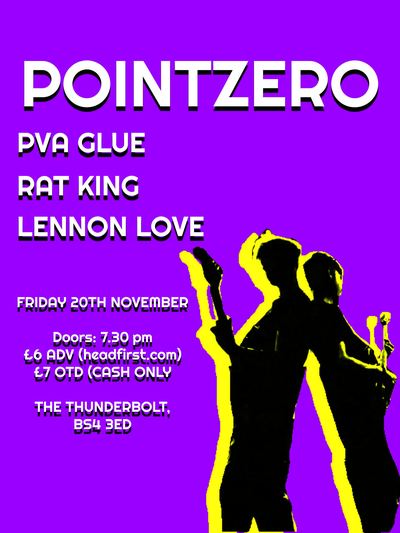 POINTZERO
PVA GLUE
RAT KING
LENNON LOVE
FRIDAY 20TH NOVEMBER
Doors: 7.30 pm
£6 ADV (headfirst.com)
£7 OTD (CASH ONLY
THE THUNDERBOLT,
BS4 3ED